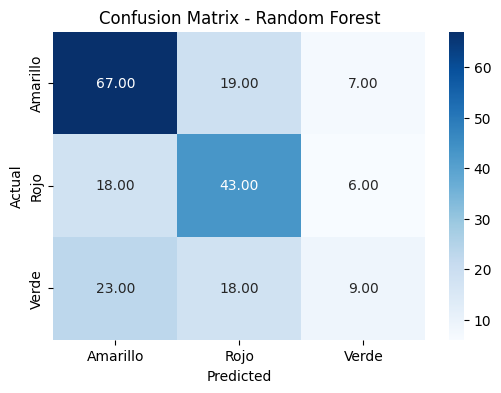 Confusion Matrix - Random Forest
Actual
Amarillo
67.00
19.00
7.00
Rojo
18.00
43.00
6.00
Verde
23.00
18.00
9.00
Amarillo
Rojo
Verde
Predicted
60
50
40
30
20
10